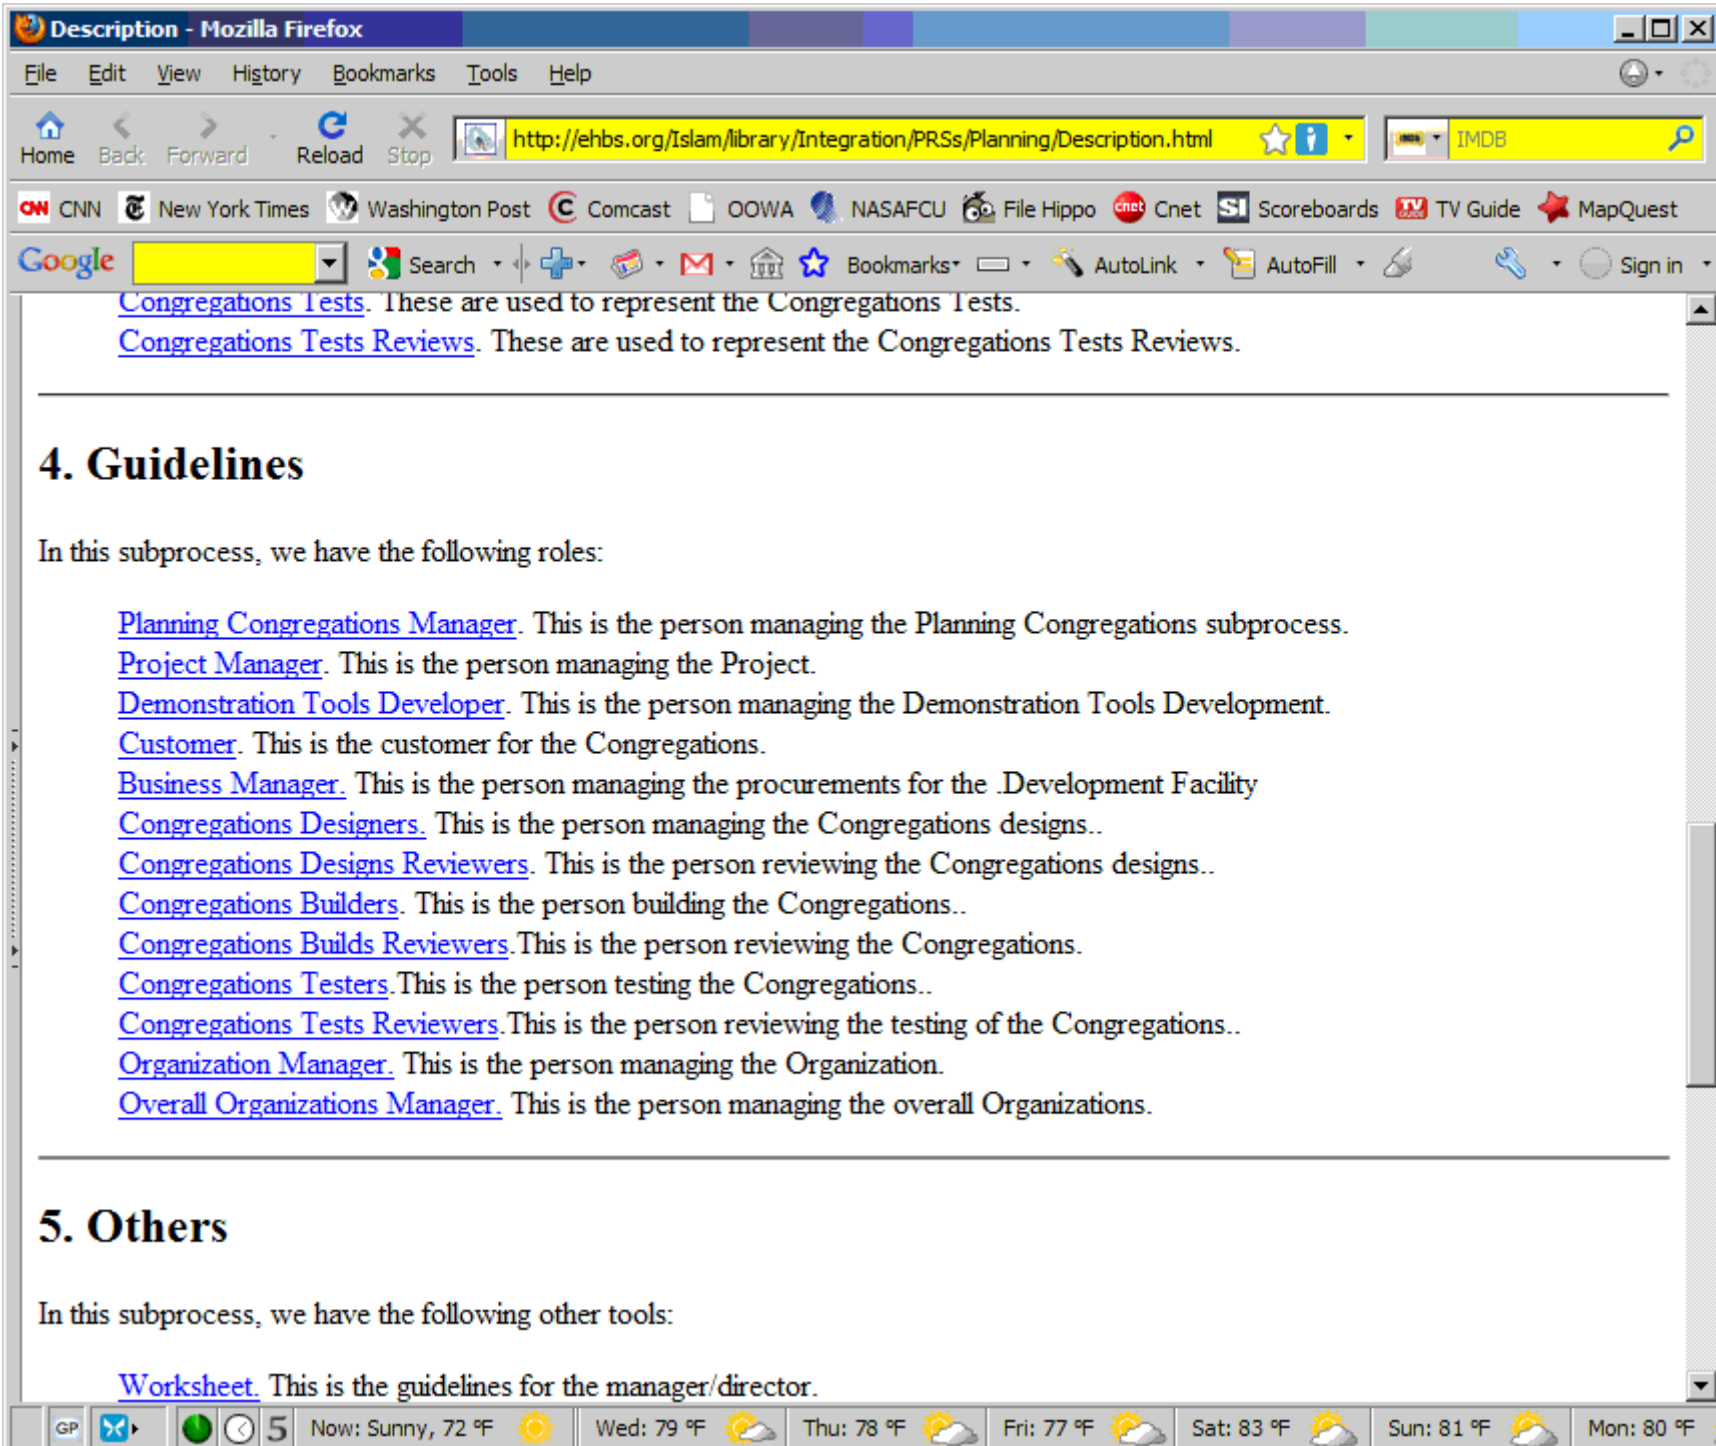 Description - Mozilla Firefox
File Edit View History Bookmarks Tools Help
Home Back Forward Reload Stop http://ehbs.org/Islam/library/Integration/PRSs/Planning/Description.html IMDB
CNN CNN New York Times Washington Post Comcast OOWA NASAFCU File Hippo cnet Cnet SI Scoreboards TV GUIDE TV Guide MapQuest
Google Search Bookmarks AutoLink AutoFill Sign in
Congregations Tests. These are used to represent the Congregations Tests.
Congregations Tests Reviews. These are used to represent the Congregations Tests Reviews.
4. Guidelines
In this subprocess, we have the following roles:
Planning Congregations Manager. This is the person managing the Planning Congregations subprocess.
Project Manager. This is the person managing the Project.
Demonstration Tools Developer. This is the person managing the Demonstration Tools Development.
Customer. This is the customer for the Congregations.
Business Manager. This is the person managing the procurements for the .Development Facility
Congregations Designers. This is the person managing the Congregations designs..
Congregations Designs Reviewers. This is the person reviewing the Congregations designs..
Congregations Builders. This is the person building the Congregations..
Congregations Builds Reviewers.This is the person reviewing the Congregations.
Congregations Testers.This is the person testing the Congregations..
Congregations Tests Reviewers.This is the person reviewing the testing of the Congregations..
Organization Manager. This is the person managing the Organization.
Overall Organizations Manager. This is the person managing the overall Organizations.
5. Others
In this subprocess, we have the following other tools:
Worksheet. This is the guidelines for the manager/director.
GP 5 Now: Sunny, 72 ºF Wed: 79 ºF Thu: 78 ºF Fri: 77 ºF Sat: 83 ºF Sun: 81 ºF Mon: 80 ºF